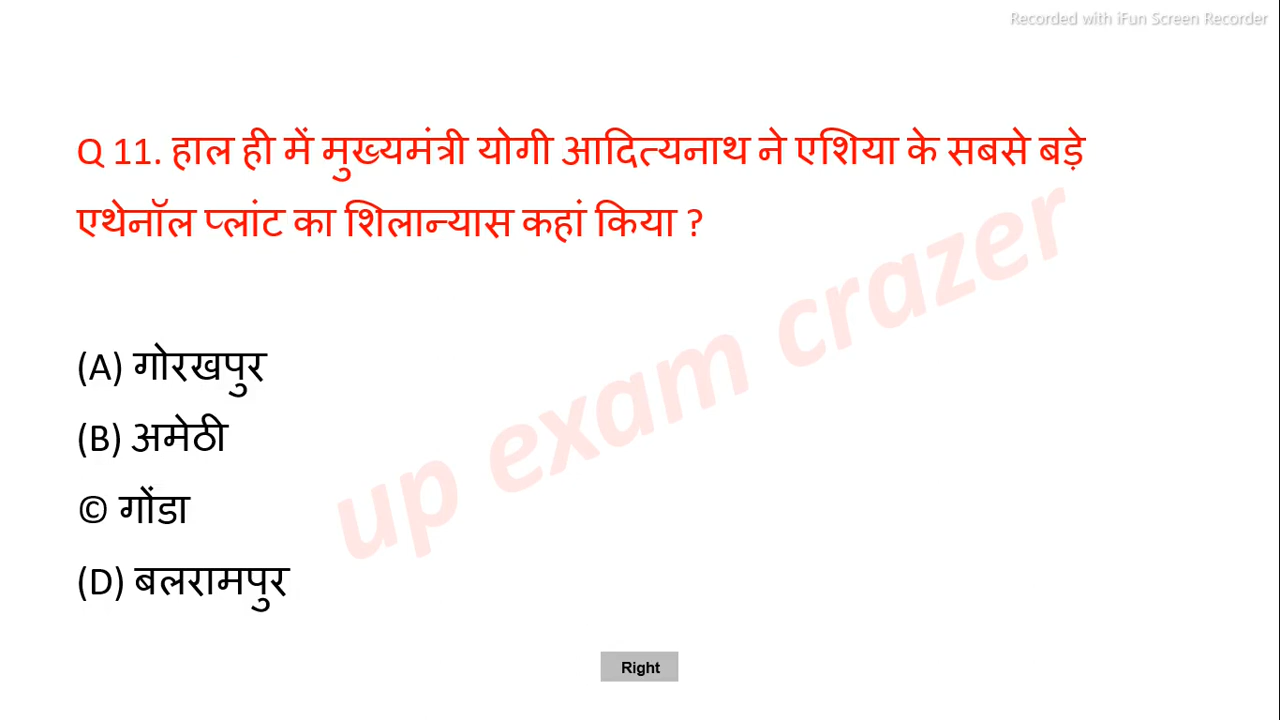 Recorded with iFun Screen Recorder
Q 11. हाल ही में मुख्यमंत्री योगी आदित्यनाथ ने एशिया के सबसे बड़े
एथेनॉल प्लांट का शिलान्यास कहां किया ?
up exam crazer
(A) गोरखपुर
(B) अमेठी
© गोंडा
(D) बलरामपुर
Right